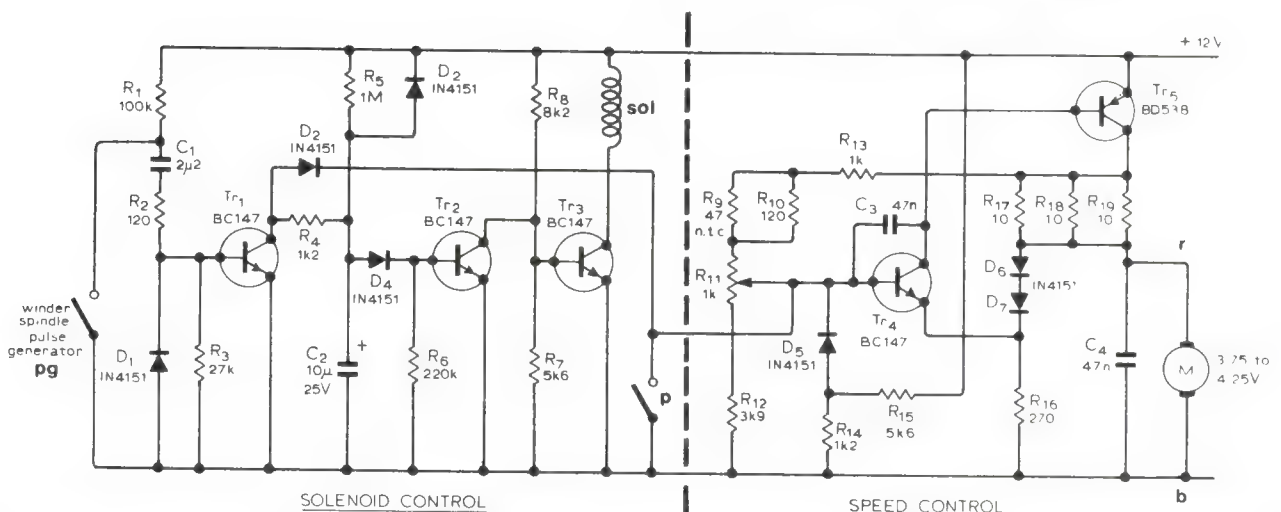 + 12V
R1
100k
C1
2μ2
R2
120
D1
IN4151
R3
27k
winder
spindle
pulse
generator
pg
Tr1
BC147
D2
IN4151
R4
1k2
R5
1M
D2
IN4151
D4
IN4151
C2
10μ
25V
+
R6
220k
Tr2
BC147
R8
8k2
R7
5k6
sol
Tr3
BC147
p
SOLENOID CONTROL
R9
47
n.t.c
R10
120
R11
1k
R12
3k9
R13
1k
C3
47n
Tr4
BC147
D5
IN4151
R14
1k2
R15
5k6
Tr5
BD538
R17
10
R18
10
R19
10
D6
IN4151
D7
R16
270
C4
47n
r
M
3.75 to
4.25V
b
SPEED CONTROL